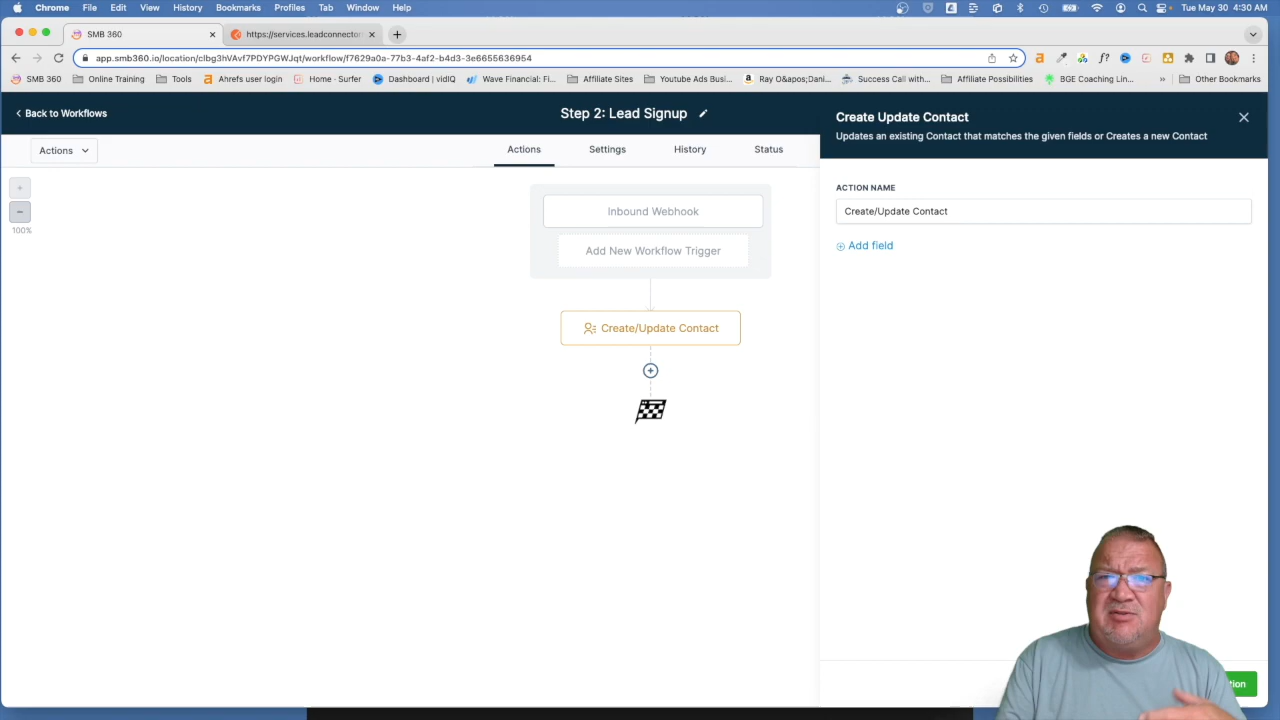 Chrome File Edit View History Bookmarks Profiles Tab Window Help Tue May 30 4:30 AM
SMB 360 https://services.leadconnector
app.smb360.io/location/clbg3hVAvf7PDYPGWJqt/workflow/f7629a0a-77b3-4af2-b4d3-3e6655636954
SMB 360 Online Training Tools Ahrefs user login Home · Surfer Dashboard | vidIQ Wave Financial: Fi... Affiliate Sites Youtube Ads Busi... Ray O&apos;Dani... Success Call with... Affiliate Possibilities BGE Coaching Lin... » Other Bookmarks
Back to Workflows
Step 2: Lead Signup
Create Update Contact
Updates an existing Contact that matches the given fields or Creates a new Contact
Actions
Actions Settings History Status
100%
Inbound Webhook
Add New Workflow Trigger
Create/Update Contact
ACTION NAME
Create/Update Contact
Add field